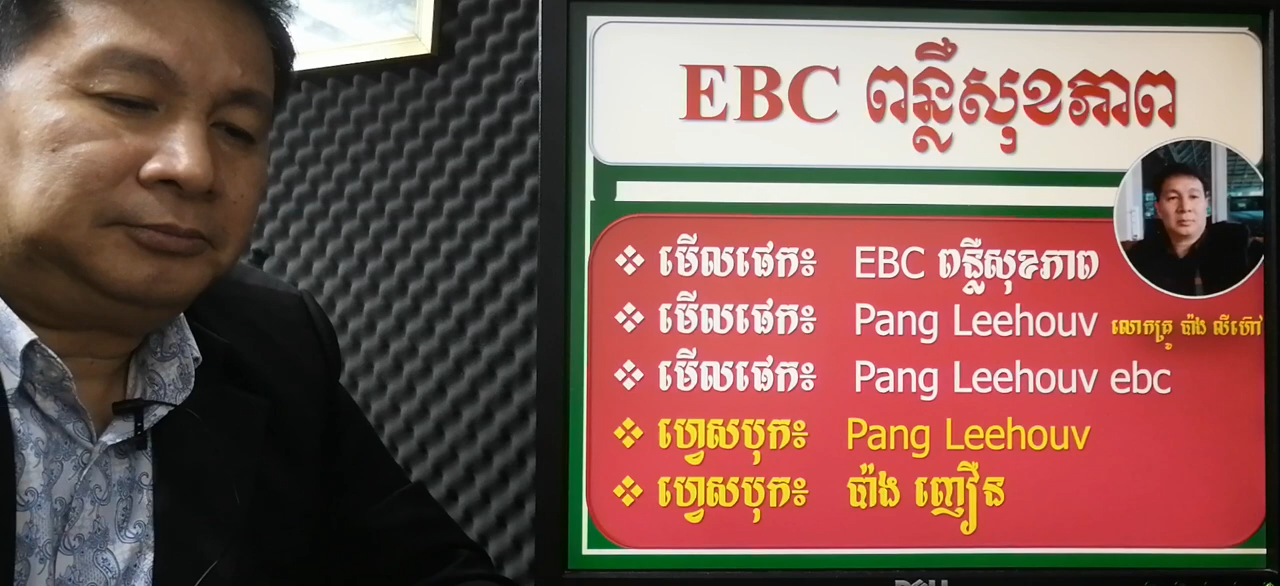 EBC ពន្លឺសុខភាព
❖ មើលផេក៖ EBC ពន្លឺសុខភាព
❖ មើលផេក៖ Pang Leehouv លោកគ្រូ ប៉ាង លីហ៊ៅ
❖ មើលផេក៖ Pang Leehouv ebc
❖ ហ្វេសបុក៖ Pang Leehouv
❖ ហ្វេសបុក៖ ប៉ាង ញឿន